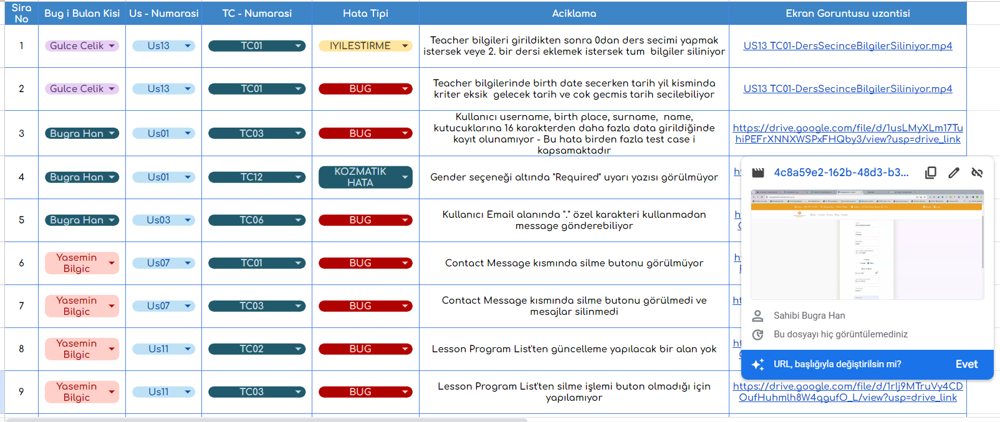 Sira No
Bug i Bulan Kisi
Us - Numarasi
TC - Numarasi
Hata Tipi
Aciklama
Ekran Goruntusu uzantisi
1
Gulce Celik
Us13
TC01
IYILESTIRME
Teacher bilgileri girildikten sonra 0dan ders secimi yapmak
istersek veye 2. bir dersi eklemek istersek tum  bilgiler siliniyor
US13 TC01-DersSecinceBilgilerSiliniyor.mp4
2
Gulce Celik
Us13
TC01
BUG
Teacher bilgilerinde birth date secerken tarih yil kisminda
kriter eksik  gelecek tarih ve cok gecmis tarih secilebiliyor
US13 TC01-DersSecinceBilgilerSiliniyor.mp4
3
Bugra Han
Us01
TC03
BUG
Kullanıcı username, birth place, surname,  name,
kutucuklarına 16 karakterden daha fazla data girildiğinde
kayıt olunamıyor - Bu hata birden fazla test case i
kapsamaktadır
https://drive.google.com/file/d/1usLMyXLm17Tu
hiPEFrXNNXWSPxFHQby3/view?usp=drive_link
4
Bugra Han
Us01
TC12
KOZMATIK
HATA
Gender seçeneği altında "Required" uyarı yazısı görülmüyor
4c8a59e2-162b-48d3-b3...
5
Bugra Han
Us03
TC06
BUG
Kullanıcı Email alanında "." özel karakteri kullanmadan
message gönderebiliyor
6
Yasemin
Bilgic
Us07
TC01
BUG
Contact Message kısmında silme butonu görülmüyor
7
Yasemin
Bilgic
Us07
TC03
BUG
Contact Message kısmında silme butonu görülmedi ve
mesajlar silinmedi
Sahibi Bugra Han
Bu dosyayı hiç görüntülemediniz
8
Yasemin
Bilgic
Us11
TC02
BUG
Lesson Program List'ten güncelleme yapılacak bir alan yok
URL, başlığıyla değiştirilsin mi?
Evet
9
Yasemin
Bilgic
Us11
TC03
BUG
Lesson Program List'ten silme işlemi buton olmadığı için
yapılamıyor
https://drive.google.com/file/d/1rIj9MTruVy4CD
OufHuhmlh8W4qgufO_L/view?usp=drive_link